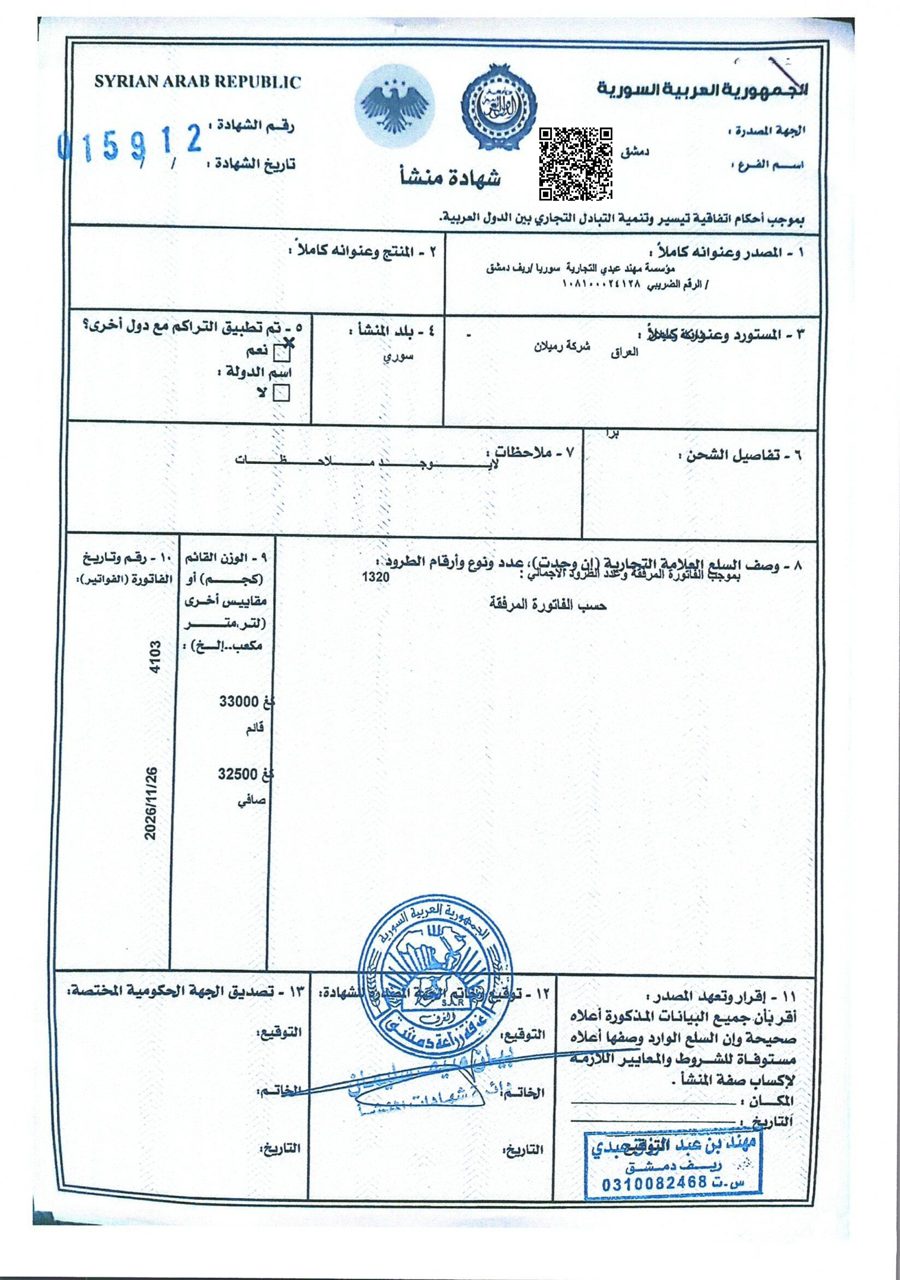 الجمهورية العربية السورية
SYRIAN ARAB REPUBLIC
الجهة المصدرة :
رقم الشهادة :
015912
اسم الفرع :
دمشق
تاريخ الشهادة : / /
شهادة منشأ
بموجب أحكام اتفاقية تيسير وتنمية التبادل التجاري بين الدول العربية.
١ - المصدر وعنوانه كاملاً :
مؤسسة مهند عبدي التجارية سوريا /ريف دمشق
/ الرقم الضريبي ١٠٨١٠٠٠٢٤١٢٨
٢ - المنتج وعنوانه كاملاً :
٣ - المستورد وعنوانه كاملاً :
شركة رميلان
العراق
-
٤ - بلد المنشأ :
سوري
٥ - تم تطبيق التراكم مع دول أخرى؟
نعم
x
اسم الدولة :
لا
٦ - تفاصيل الشحن :
برا
٧ - ملاحظات :
لايوجد ملاحظات
٨ - وصف السلع العلامة التجارية (إن وجدت)، عدد ونوع وأرقام الطرود :
بموجب الفاتورة المرفقة وعدد الطرود الاجمالي : 1320
حسب الفاتورة المرفقة
٩ - الوزن القائم
(كجم) أو
مقاييس أخرى
(لتر،متر
مكعب..إلخ) :
33000 كغ
قائم
32500 كغ
صافي
١٠ - رقم وتاريخ
الفاتورة (الفواتير):
4103
2026/11/26
١١ - إقرار وتعهد المصدر :
أقر بأن جميع البيانات المذكورة أعلاه
صحيحة وإن السلع الوارد وصفها أعلاه
مستوفاة للشروط والمعايير اللازمة
لإكساب صفة المنشأ .
المكان :
التاريخ :
التوقيع
مهند بن عبد عبدي
ريف دمشق
س.ت 0310082468
١٢ - توقيع وخاتم الجهة المصدرة للشهادة:
التوقيع:
الخاتم:
التاريخ:
الجمهورية العربية السورية
S.A.R
غرفة زراعة دمشق
شهادات
١٣ - تصديق الجهة الحكومية المختصة:
التوقيع:
الخاتم:
التاريخ: